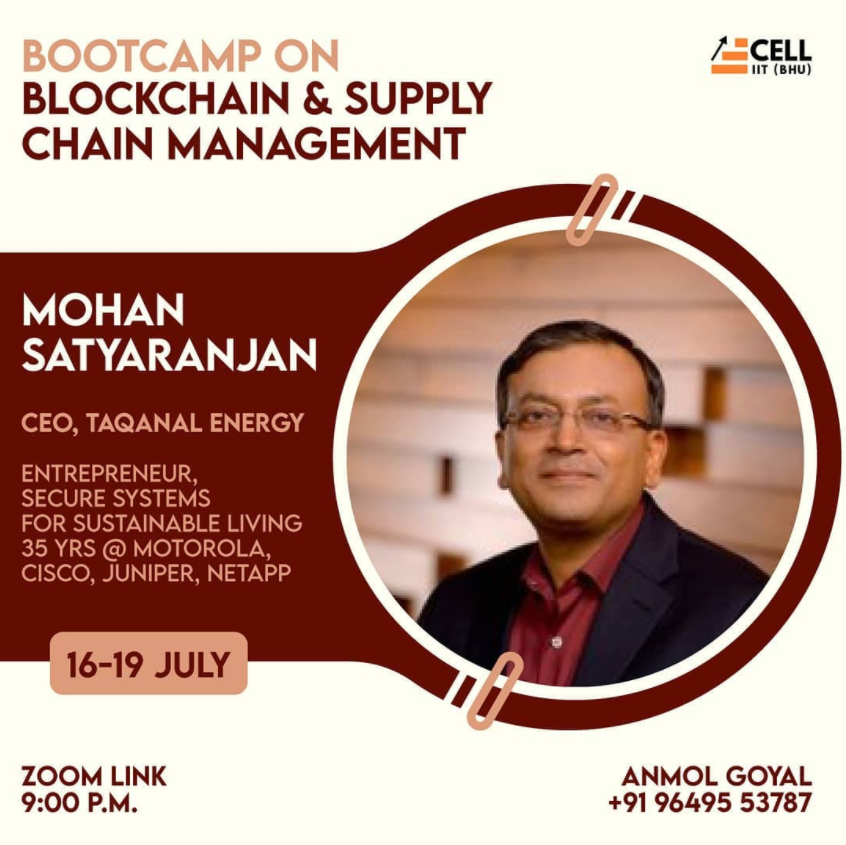 BOOTCAMP ON
BLOCKCHAIN & SUPPLY
CHAIN MANAGEMENT
CELL
IIT (BHU)
MOHAN
SATYARANJAN
CEO, TAQANAL ENERGY
ENTREPRENEUR,
SECURE SYSTEMS
FOR SUSTAINABLE LIVING
35 YRS @ MOTOROLA,
CISCO, JUNIPER, NETAPP
16-19 JULY
ZOOM LINK
9:00 P.M.
ANMOL GOYAL
+91 96495 53787